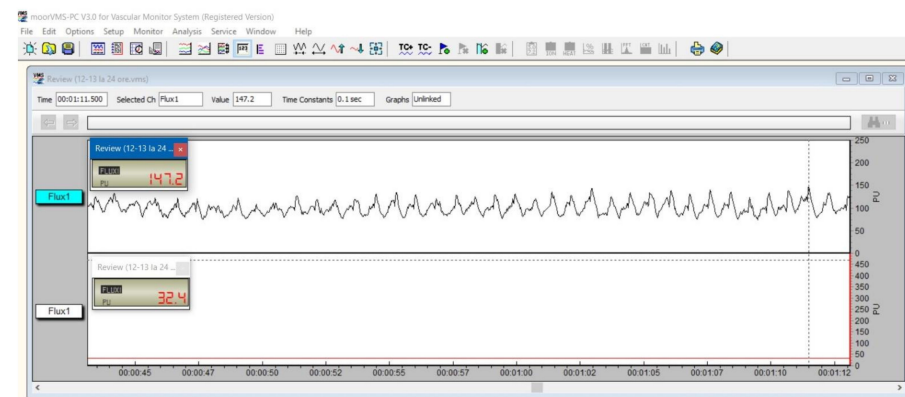 moorVMS-PC V3.0 for Vascular Monitor System (Registered Version)
File Edit Options Setup Monitor Analysis Service Window Help
TC+ TC-
Review (12-13 la 24 ore.vms)
Time 00:01:11.500 Selected Ch Flux1 Value 147.2 Time Constants 0.1 sec Graphs Unlinked
Review (12-13 la 24 ...
FLUX1
PU 147.2
Flux1
250
200
150
100
50
0
PU
Review (12-13 la 24 ...
FLUX1
PU 32.4
Flux1
450
400
350
300
250
200
150
100
50
0
PU
00:00:45 00:00:47 00:00:50 00:00:52 00:00:55 00:00:57 00:01:00 00:01:02 00:01:05 00:01:07 00:01:10 00:01:12